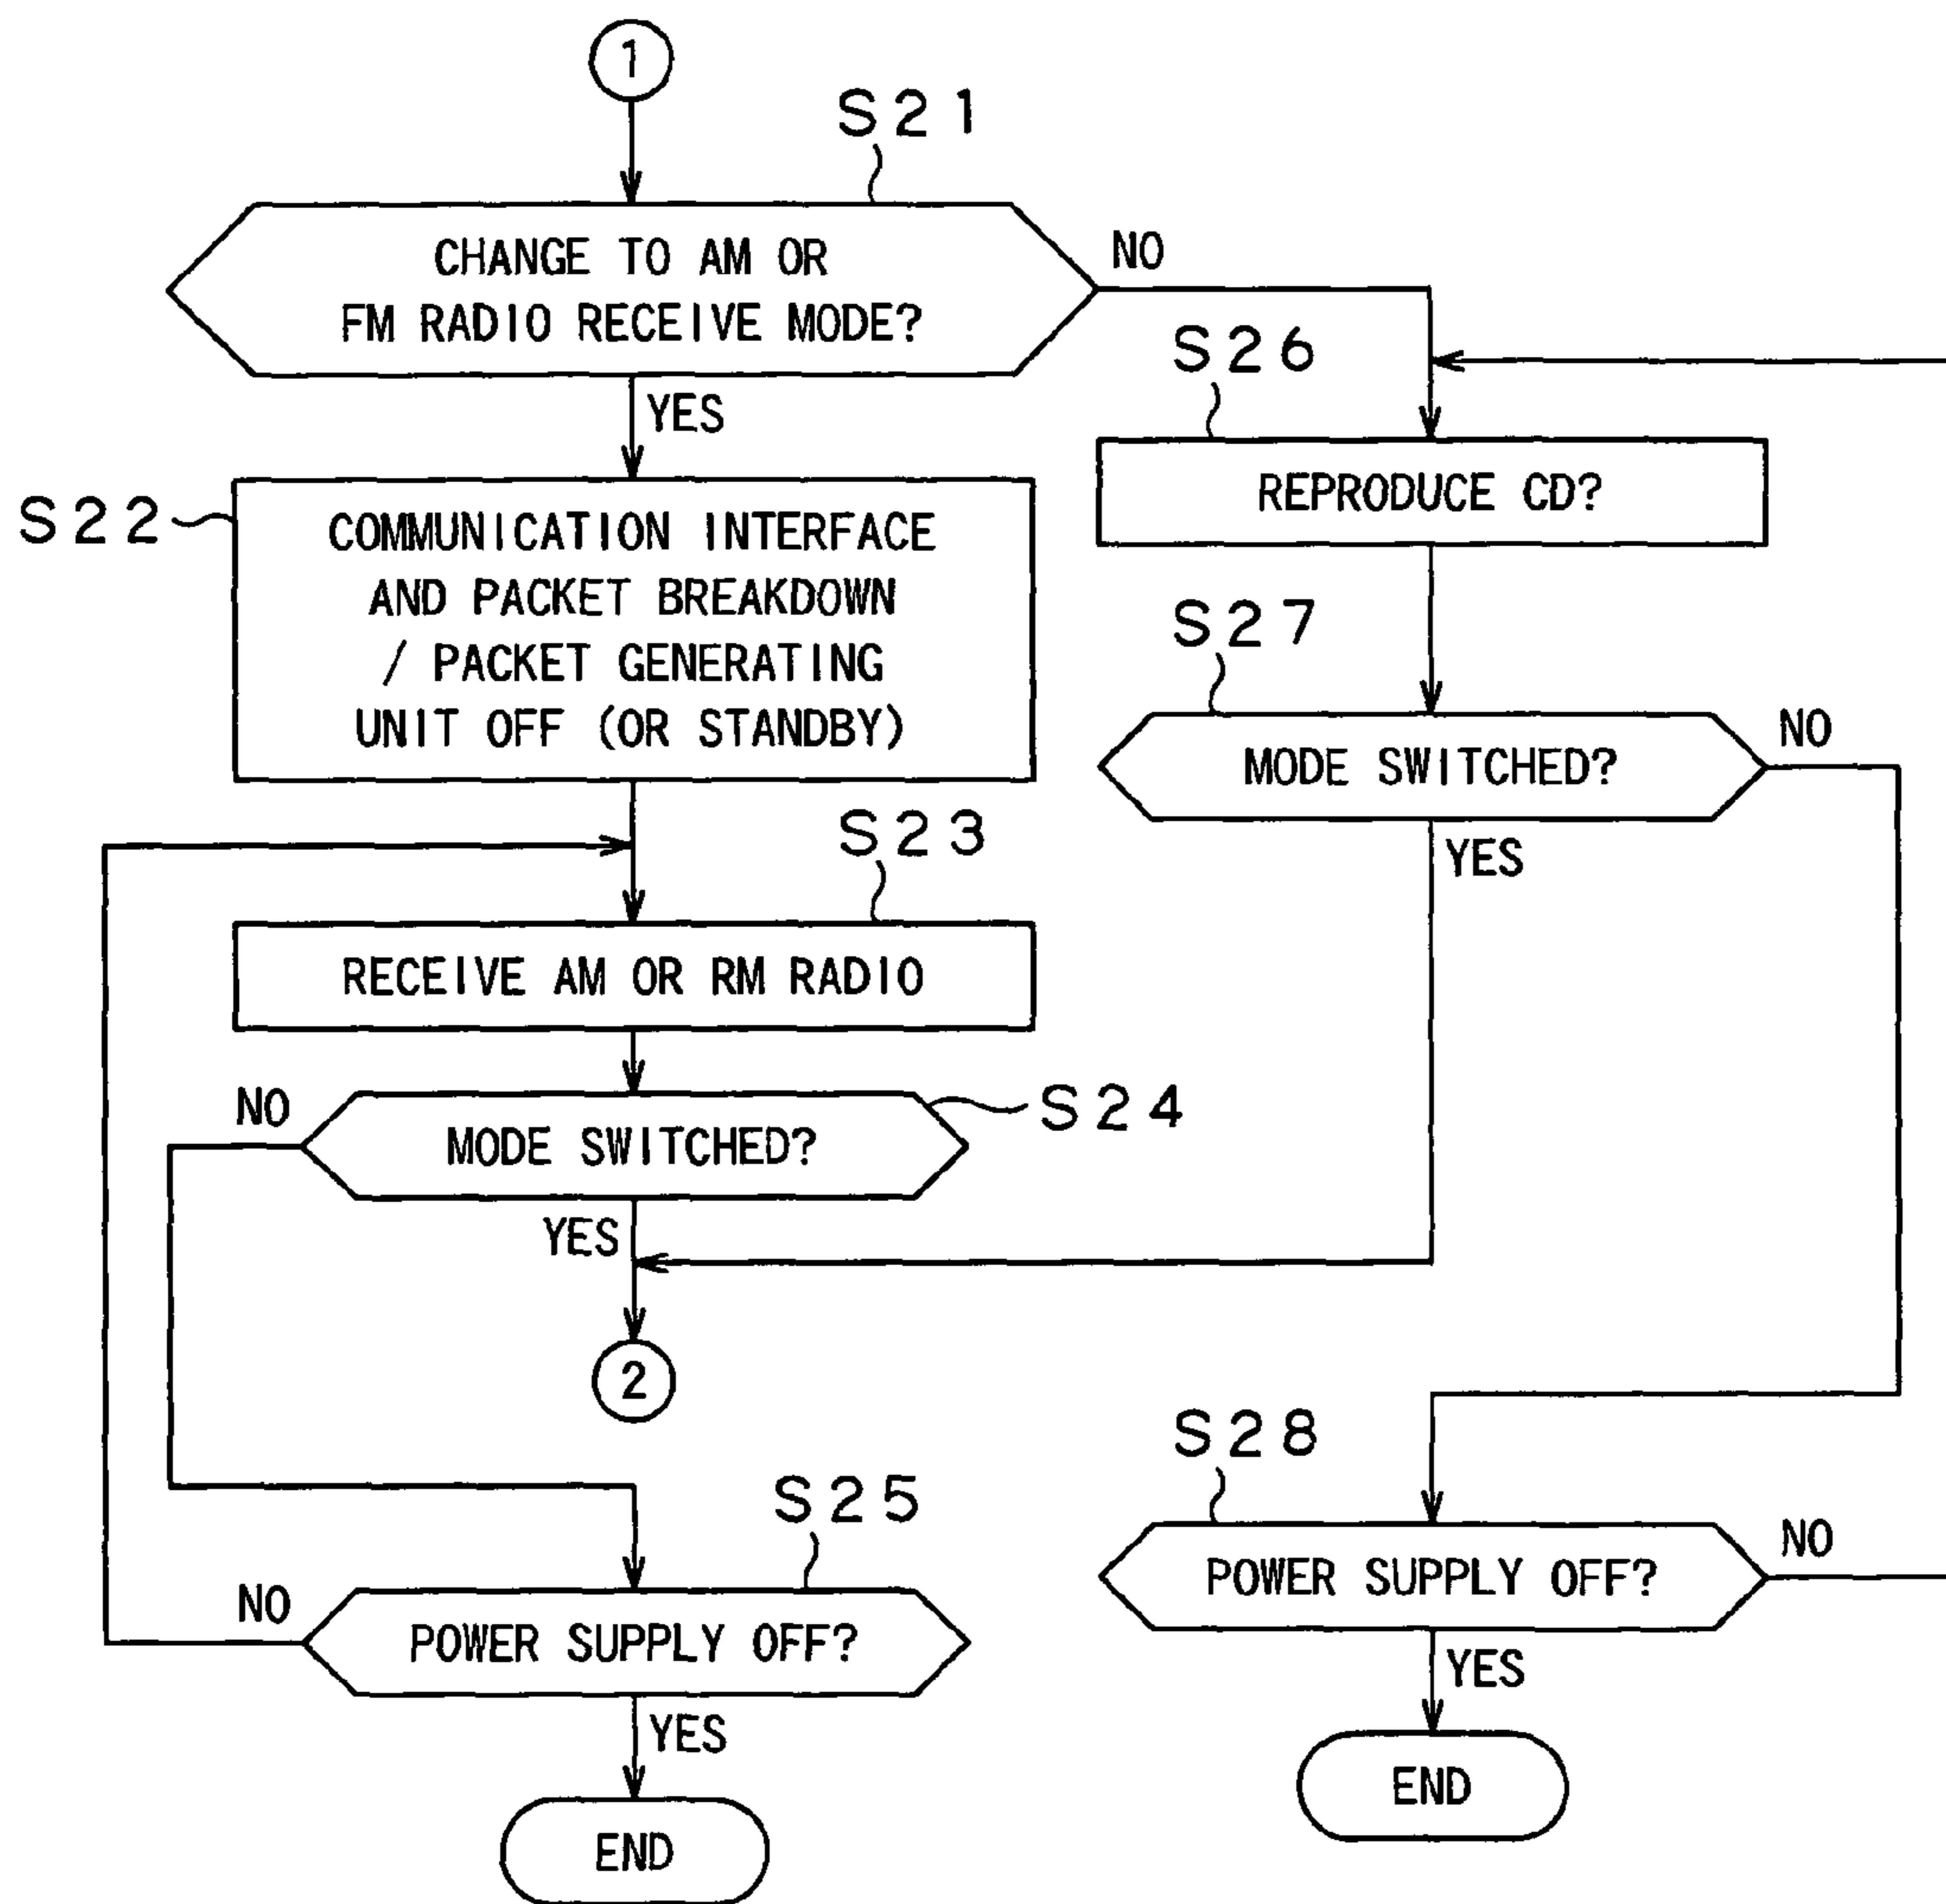 1
S21
CHANGE TO AM OR
FM RADIO RECEIVE MODE?
NO
YES
S22
COMMUNICATION INTERFACE
AND PACKET BREAKDOWN
/ PACKET GENERATING
UNIT OFF (OR STANDBY)
S23
RECEIVE AM OR RM RADIO
S24
MODE SWITCHED?
NO
YES
2
S25
POWER SUPPLY OFF?
NO
YES
END
S26
REPRODUCE CD?
S27
MODE SWITCHED?
NO
YES
S28
POWER SUPPLY OFF?
NO
YES
END